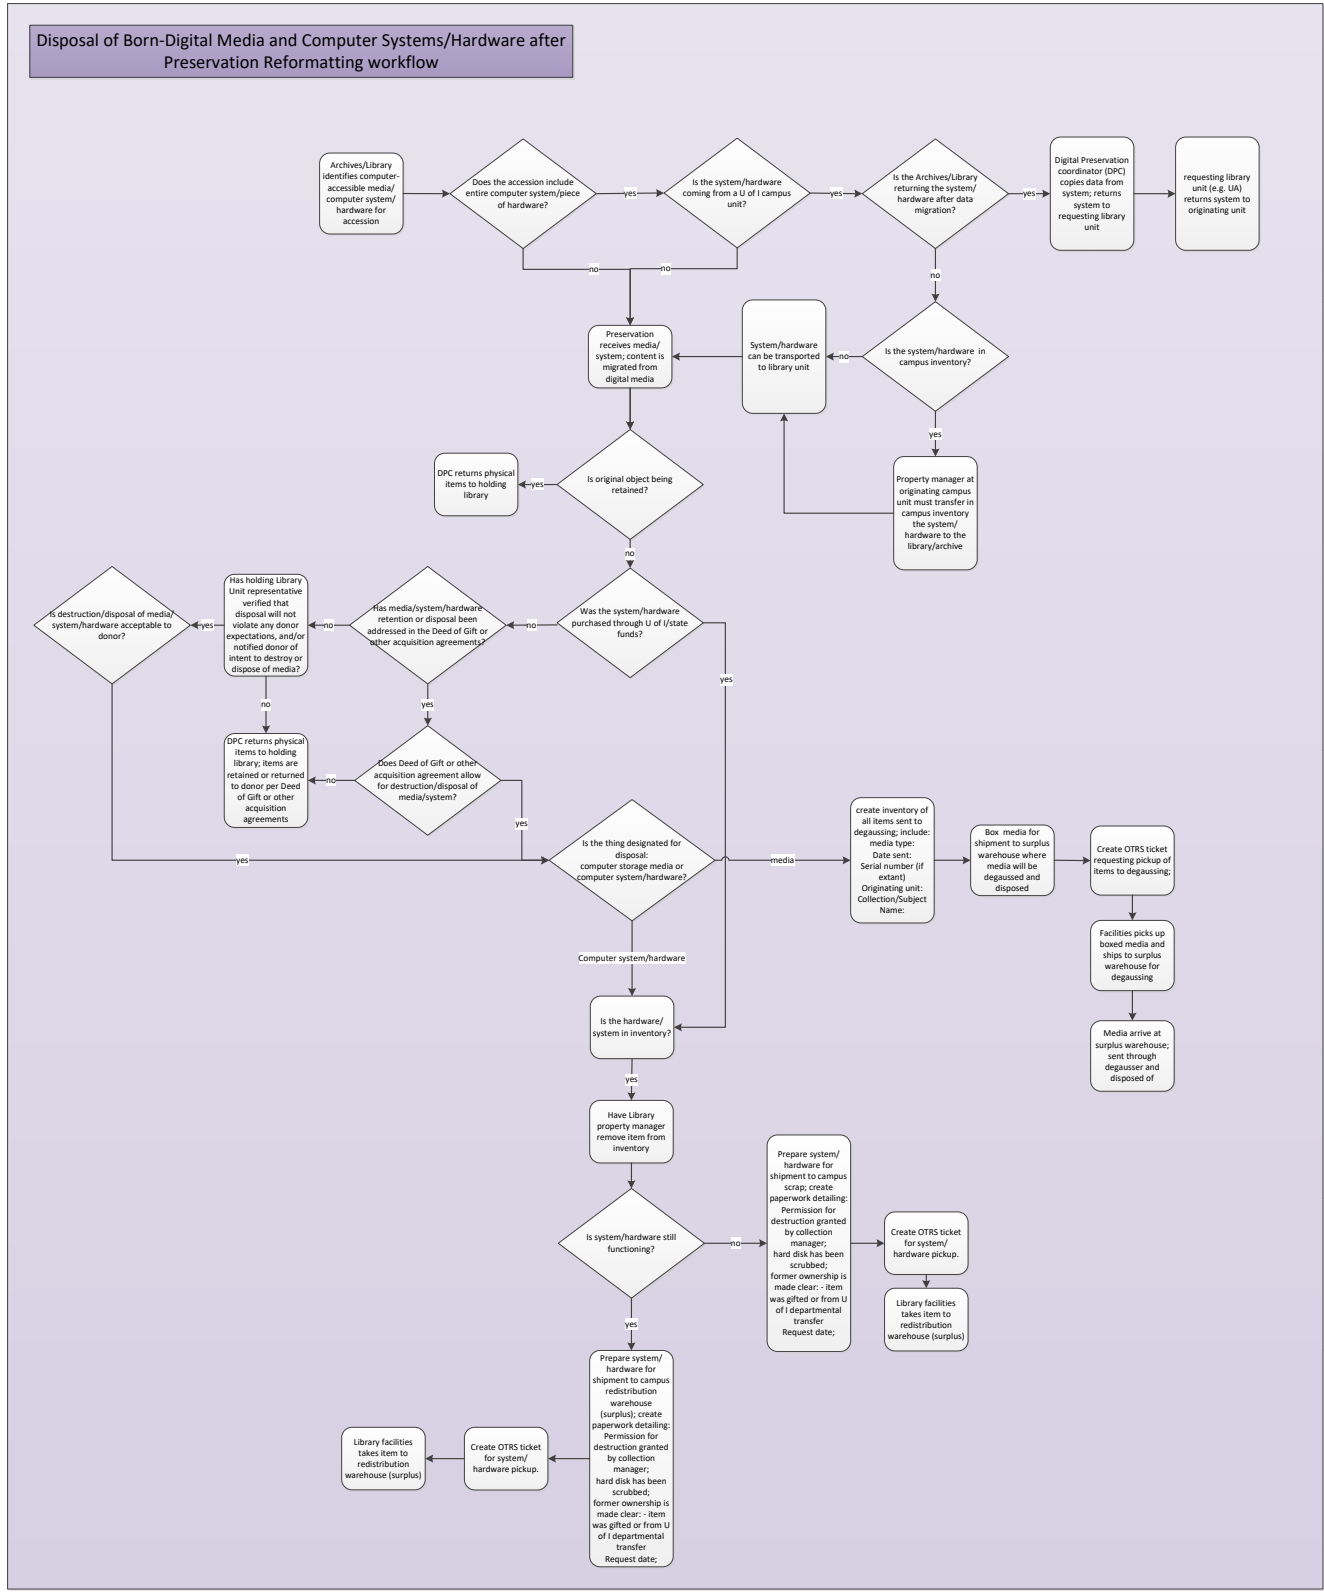 Disposal of Born-Digital Media and Computer Systems/Hardware after
Preservation Reformatting workflow
Archives/Library
identifies computer-
accessible media/
computer system/
hardware for
accession
Does the accession include
entire computer system/piece
of hardware?
yes
Is the system/hardware
coming from a U of I campus
unit?
yes
Is the Archives/Library
returning the system/
hardware after data
migration?
yes
Digital Preservation
coordinator (DPC)
copies data from
system; returns
system to
requesting library
unit
requesting library
unit (e.g. UA)
returns system to
originating unit
no
no
no
Preservation
receives media/
system; content is
migrated from
digital media
System/hardware
can be transported
to library unit
no
Is the system/hardware  in
campus inventory?
yes
Property manager at
originating campus
unit must transfer in
campus inventory
the system/
hardware to the
library/archive
DPC returns physical
items to holding
library
yes
Is original object being
retained?
no
Is destruction/disposal of media/
system/hardware acceptable to
donor?
yes
Has holding Library
Unit representative
verified that
disposal will not
violate any donor
expectations, and/or
notified donor of
intent to destroy or
dispose of media?
no
Has media/system/hardware
retention or disposal been
addressed in the Deed of Gift or
other acquisition agreements?
no
Was the system/hardware
purchased through U of I/state
funds?
yes
no
yes
DPC returns physical
items to holding
library; items are
retained or returned
to donor per Deed
of Gift or other
acquisition
agreements
no
Does Deed of Gift or other
acquisition agreement allow
for destruction/disposal of
media/system?
yes
yes
Is the thing designated for
disposal:
computer storage media or
computer system/hardware?
media
create inventory of
all items sent to
degaussing; include:
media type:
Date sent:
Serial number (if
extant)
Originating unit:
Collection/Subject
Name:
Box  media for
shipment to surplus
warehouse where
media will be
degaussed and
disposed
Create OTRS ticket
requesting pickup of
items to degaussing;
Facilities picks up
boxed media and
ships to surplus
warehouse for
degaussing
Media arrive at
surplus warehouse;
sent through
degausser and
disposed of
Computer system/hardware
Is the hardware/
system in inventory?
yes
Have Library
property manager
remove item from
inventory
Is system/hardware still
functioning?
no
Prepare system/
hardware for
shipment to campus
scrap; create
paperwork detailing:
Permission for
destruction granted
by collection
manager;
hard disk has been
scrubbed;
former ownership is
made clear: - item
was gifted or from U
of I departmental
transfer
Request date;
Create OTRS ticket
for system/
hardware pickup.
Library facilities
takes item to
redistribution
warehouse (surplus)
yes
Prepare system/
hardware for
shipment to campus
redistribution
warehouse
(surplus); create
paperwork detailing:
Permission for
destruction granted
by collection
manager;
hard disk has been
scrubbed;
former ownership is
made clear: - item
was gifted or from U
of I departmental
transfer
Request date;
Create OTRS ticket
for system/
hardware pickup.
Library facilities
takes item to
redistribution
warehouse (surplus)